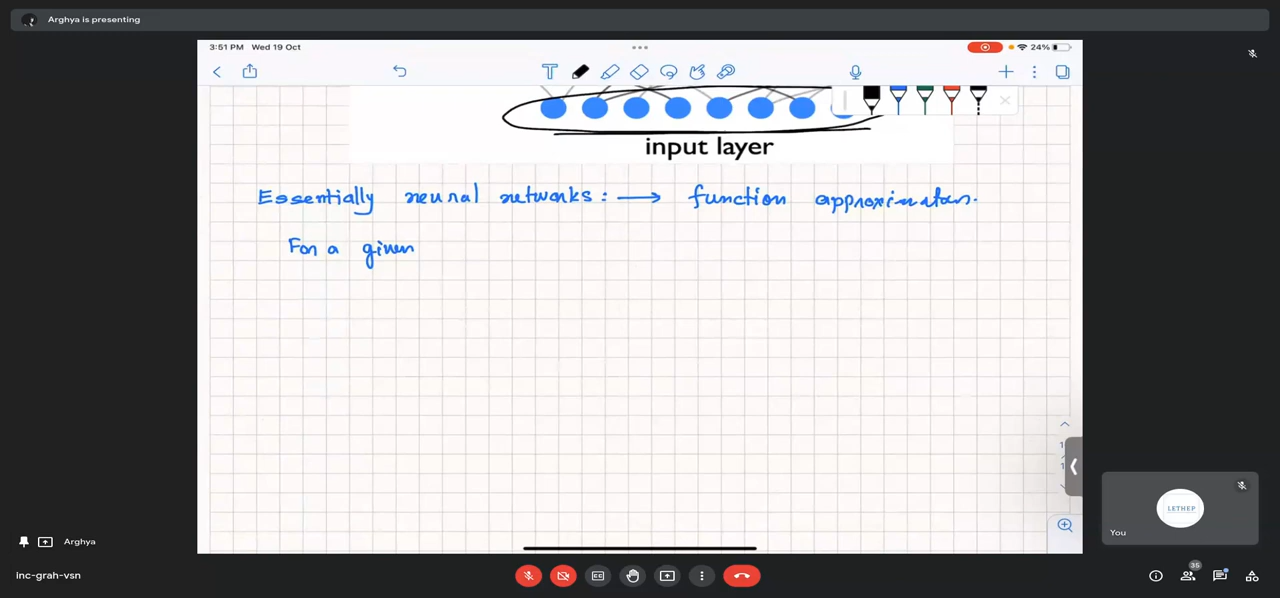 Arghya is presenting
3:51 PM Wed 19 Oct
24%
input layer
Essentially neural networks: → function approximators.
For a given
LETHEP
You
Arghya
lnc-grah-vsn
35